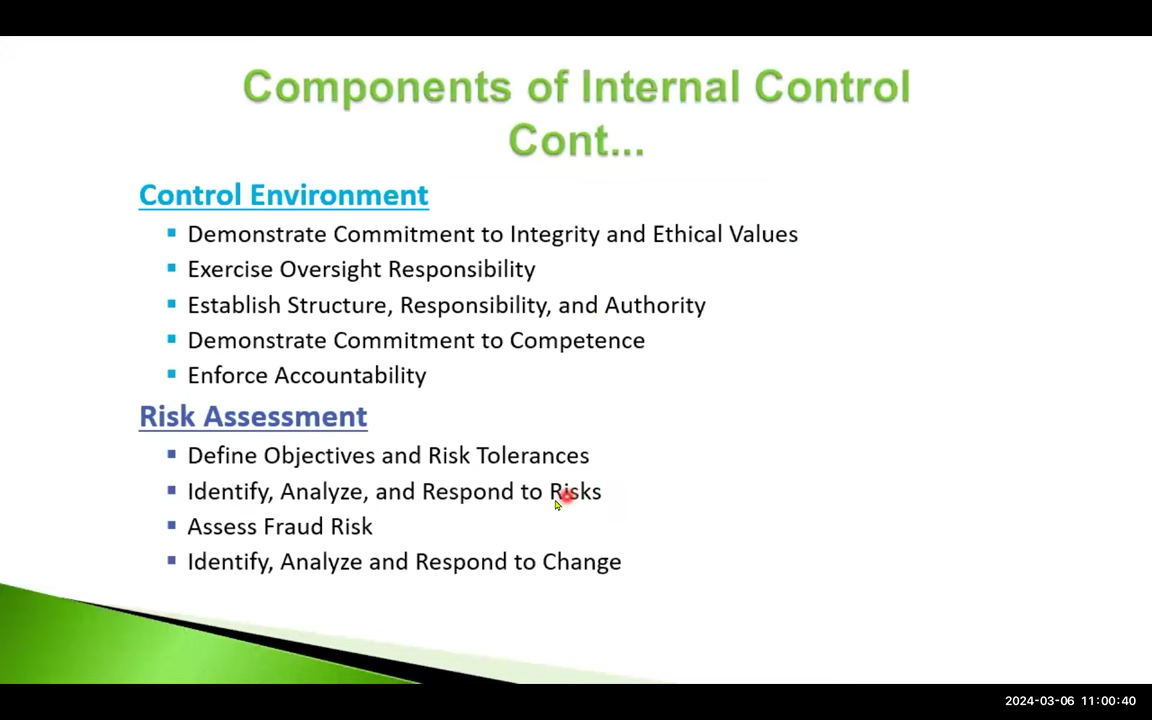 Components of Internal Control
Cont...
Control Environment
Demonstrate Commitment to Integrity and Ethical Values
Exercise Oversight Responsibility
Establish Structure, Responsibility, and Authority
Demonstrate Commitment to Competence
Enforce Accountability
Risk Assessment
Define Objectives and Risk Tolerances
Identify, Analyze, and Respond to Risks
Assess Fraud Risk
Identify, Analyze and Respond to Change
2024-03-06 11:00:40